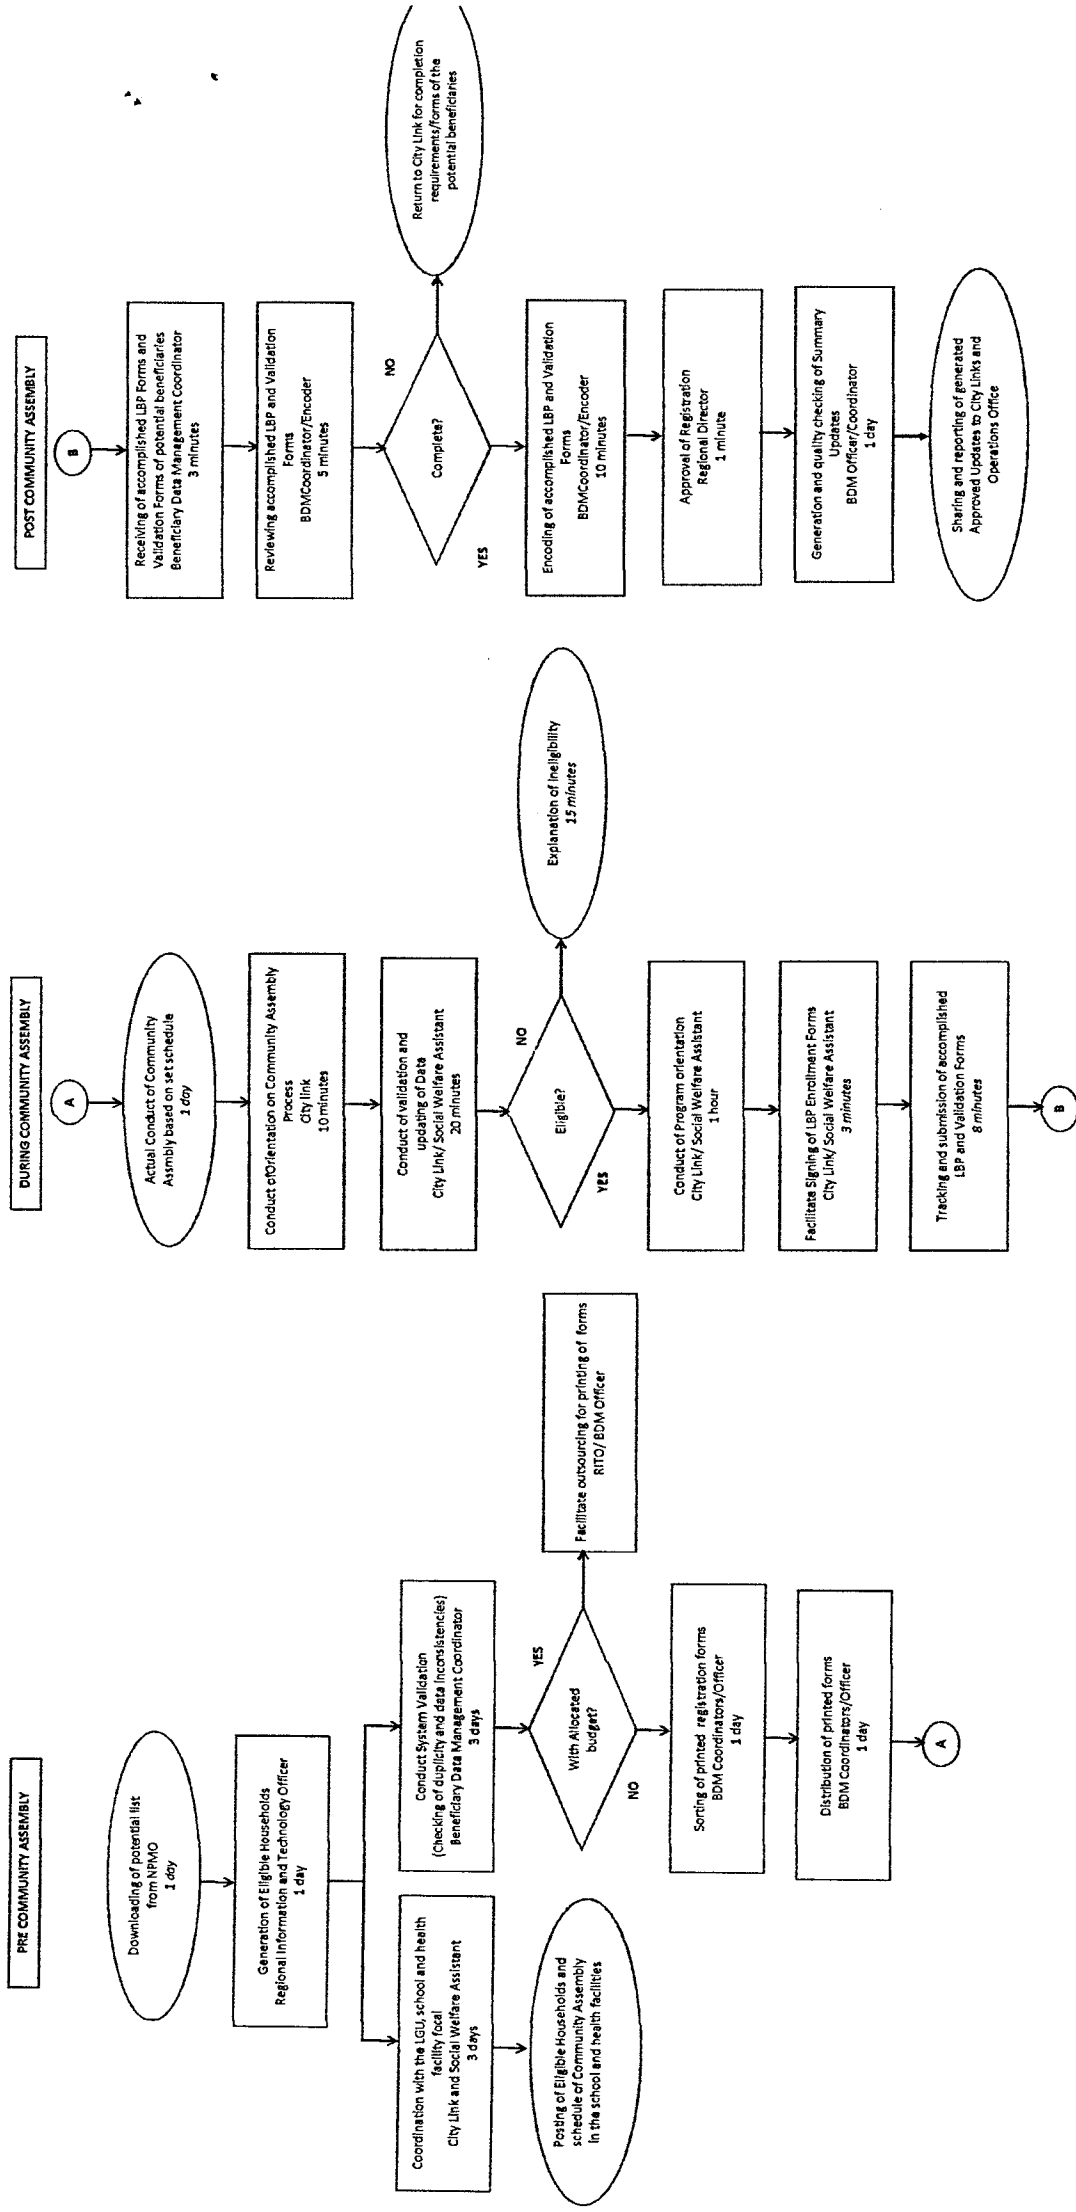 PRE COMMUNITY ASSEMBLY
Downloading of potential list
from NPMO
1 day
Generation of Eligible Households
Regional Information and Technology Officer
1 day
Coordination with the LGU, school and health
facility focal
City Link and Social Welfare Assistant
3 days
Posting of Eligible Households and
schedule of Community Assembly
in the school and health facilities
Conduct System Validation
(Checking of duplicity and data inconsistencies)
Beneficiary Data Management Coordinator
3 days
With Allocated
budget?
YES
NO
Facilitate outsourcing for printing of forms
RITO/ BDM Officer
Sorting of printed registration forms
BDM Coordinators/Officer
1 day
Distribution of printed forms
BDM Coordinators/Officer
1 day
A
DURING COMMUNITY ASSEMBLY
A
Actual Conduct of Community
Assmbly based on set schedule
1 day
Conduct ofOrientation on Community Assembly
Process
City link
10 minutes
Conduct of validation and
updating of Data
City Link/ Social Welfare Assistant
20 minutes
Eligible?
NO
YES
Explanation of Ineligibility
15 minutes
Conduct of Program orientation
City Link/ Social Welfare Assistant
1 hour
Facilitate Signing of LBP Enrollment Forms
City Link/ Social Welfare Assistant
3 minutes
Tracking and submission of accomplished
LBP and Validation Forms
8 minutes
B
POST COMMUNITY ASSEMBLY
B
Receiving of accomplished LBP Forms and
Validation Forms of potential beneficiaries
Beneficiary Data Management Coordinator
3 minutes
Reviewing accomplished LBP and Validation
Forms
BDMCoordinator/Encoder
5 minutes
Complete?
NO
YES
Return to City Link for completion
requirements/forms of the
potential beneficiaries
Encoding of accomplished LBP and Validation
Forms
BDMCoordinator/Encoder
10 minutes
Approval of Registration
Regional Director
1 minute
Generation and quality checking of Summary
Updates
BDM Officer/Coordinator
1 day
Sharing and reporting of generated
Approved Updates to City Links and
Operations Office